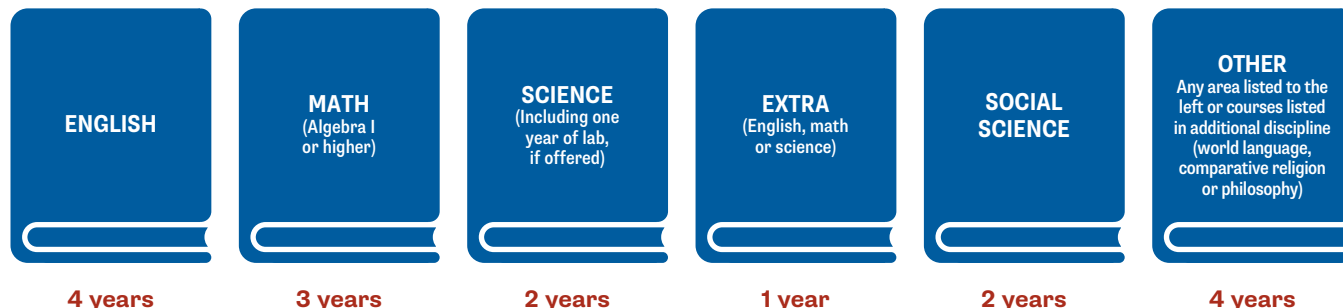 ENGLISH
MATH
(Algebra I
or higher)
SCIENCE
(Including one
year of lab,
if offered)
EXTRA
(English, math
or science)
SOCIAL
SCIENCE
OTHER
Any area listed to the
left or courses listed
in additional discipline
(world language,
comparative religion
or philosophy)
4 years
3 years
2 years
1 year
2 years
4 years